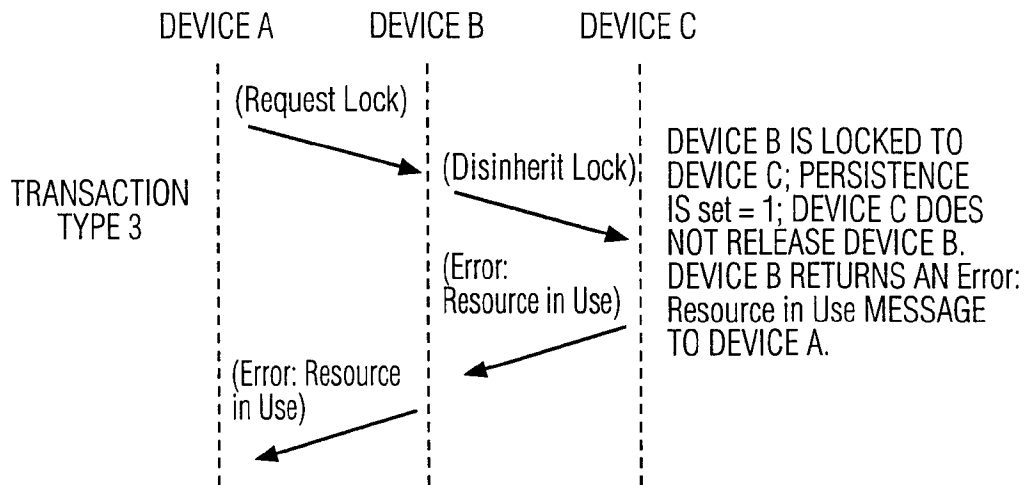 DEVICE A DEVICE B DEVICE C
(Request Lock)
(Disinherit Lock)
TRANSACTION
TYPE 3
(Error:
Resource in Use)
(Error: Resource
in Use)
DEVICE B IS LOCKED TO
DEVICE C; PERSISTENCE
IS set = 1; DEVICE C DOES
NOT RELEASE DEVICE B.
DEVICE B RETURNS AN Error:
Resource in Use MESSAGE
TO DEVICE A.